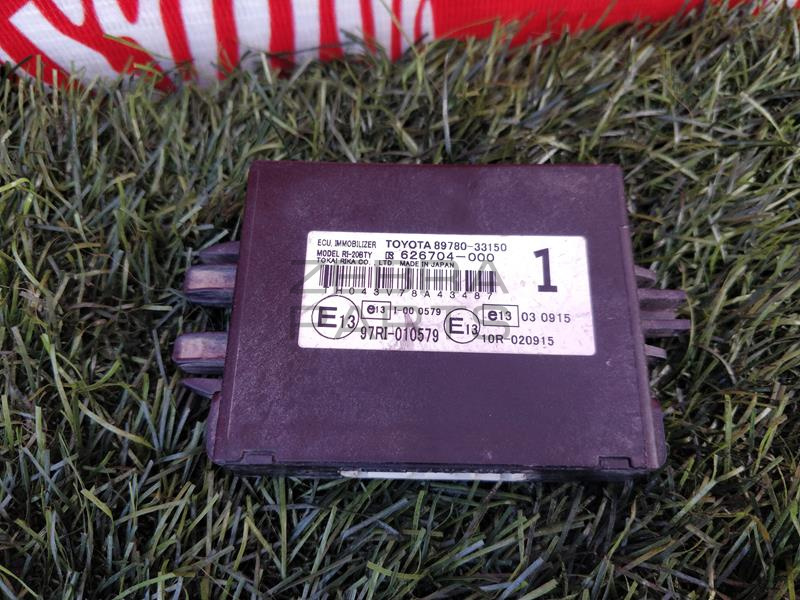 ECU, IMMOBILIZER TOYOTA 89780-33150
MODEL RI-20BTY 626704-000
TOKAI RIKA CO., LTD. MADE IN JAPAN
1
TH043V78A43487
E13 e13 I-00 0579 e13 03 0915
97RI-010579 E13 10R-020915